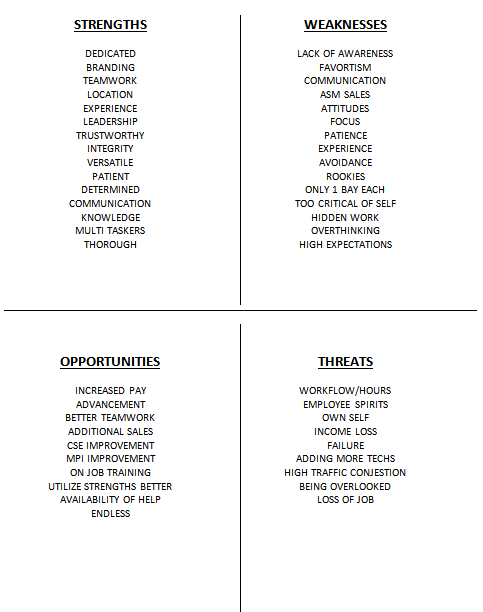 STRENGTHS
DEDICATED
BRANDING
TEAMWORK
LOCATION
EXPERIENCE
LEADERSHIP
TRUSTWORTHY
INTEGRITY
VERSATILE
PATIENT
DETERMINED
COMMUNICATION
KNOWLEDGE
MULTI TASKERS
THOROUGH
WEAKNESSES
LACK OF AWARENESS
FAVORTISM
COMMUNICATION
ASM SALES
ATTITUDES
FOCUS
PATIENCE
EXPERIENCE
AVOIDANCE
ROOKIES
ONLY 1 BAY EACH
TOO CRITICAL OF SELF
HIDDEN WORK
OVERTHINKING
HIGH EXPECTATIONS
OPPORTUNITIES
INCREASED PAY
ADVANCEMENT
BETTER TEAMWORK
ADDITIONAL SALES
CSE IMPROVEMENT
MPI IMPROVEMENT
ON JOB TRAINING
UTILIZE STRENGTHS BETTER
AVAILABILITY OF HELP
ENDLESS
THREATS
WORKFLOW/HOURS
EMPLOYEE SPIRITS
OWN SELF
INCOME LOSS
FAILURE
ADDING MORE TECHS
HIGH TRAFFIC CONJESTION
BEING OVERLOOKED
LOSS OF JOB